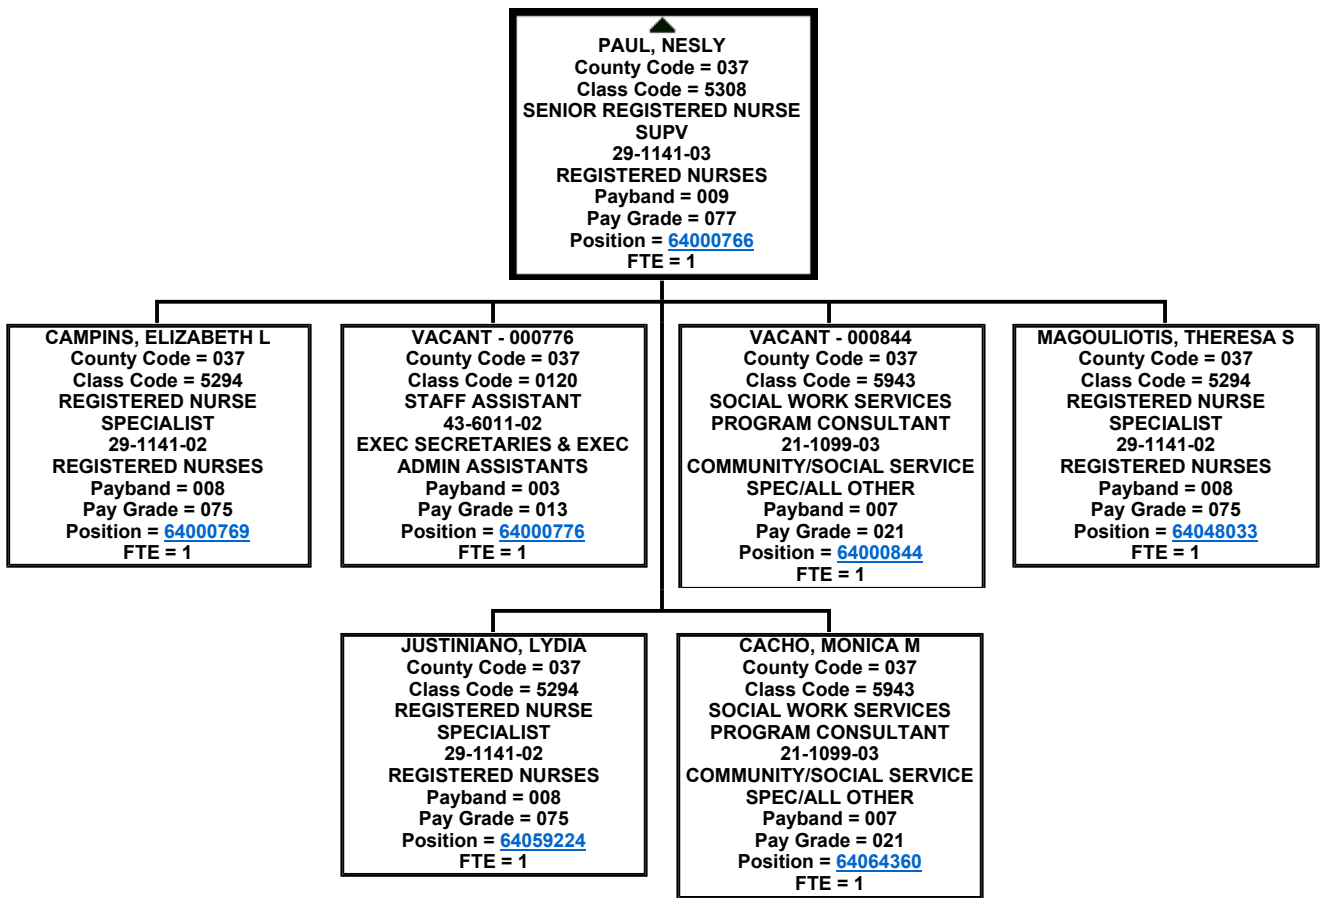 PAUL, NESLY
County Code = 037
Class Code = 5308
SENIOR REGISTERED NURSE
SUPV
29-1141-03
REGISTERED NURSES
Payband = 009
Pay Grade = 077
Position = 64000766
FTE = 1
CAMPINS, ELIZABETH L
County Code = 037
Class Code = 5294
REGISTERED NURSE
SPECIALIST
29-1141-02
REGISTERED NURSES
Payband = 008
Pay Grade = 075
Position = 64000769
FTE = 1
VACANT - 000776
County Code = 037
Class Code = 0120
STAFF ASSISTANT
43-6011-02
EXEC SECRETARIES & EXEC
ADMIN ASSISTANTS
Payband = 003
Pay Grade = 013
Position = 64000776
FTE = 1
VACANT - 000844
County Code = 037
Class Code = 5943
SOCIAL WORK SERVICES
PROGRAM CONSULTANT
21-1099-03
COMMUNITY/SOCIAL SERVICE
SPEC/ALL OTHER
Payband = 007
Pay Grade = 021
Position = 64000844
FTE = 1
MAGOULIOTIS, THERESA S
County Code = 037
Class Code = 5294
REGISTERED NURSE
SPECIALIST
29-1141-02
REGISTERED NURSES
Payband = 008
Pay Grade = 075
Position = 64048033
FTE = 1
JUSTINIANO, LYDIA
County Code = 037
Class Code = 5294
REGISTERED NURSE
SPECIALIST
29-1141-02
REGISTERED NURSES
Payband = 008
Pay Grade = 075
Position = 64059224
FTE = 1
CACHO, MONICA M
County Code = 037
Class Code = 5943
SOCIAL WORK SERVICES
PROGRAM CONSULTANT
21-1099-03
COMMUNITY/SOCIAL SERVICE
SPEC/ALL OTHER
Payband = 007
Pay Grade = 021
Position = 64064360
FTE = 1